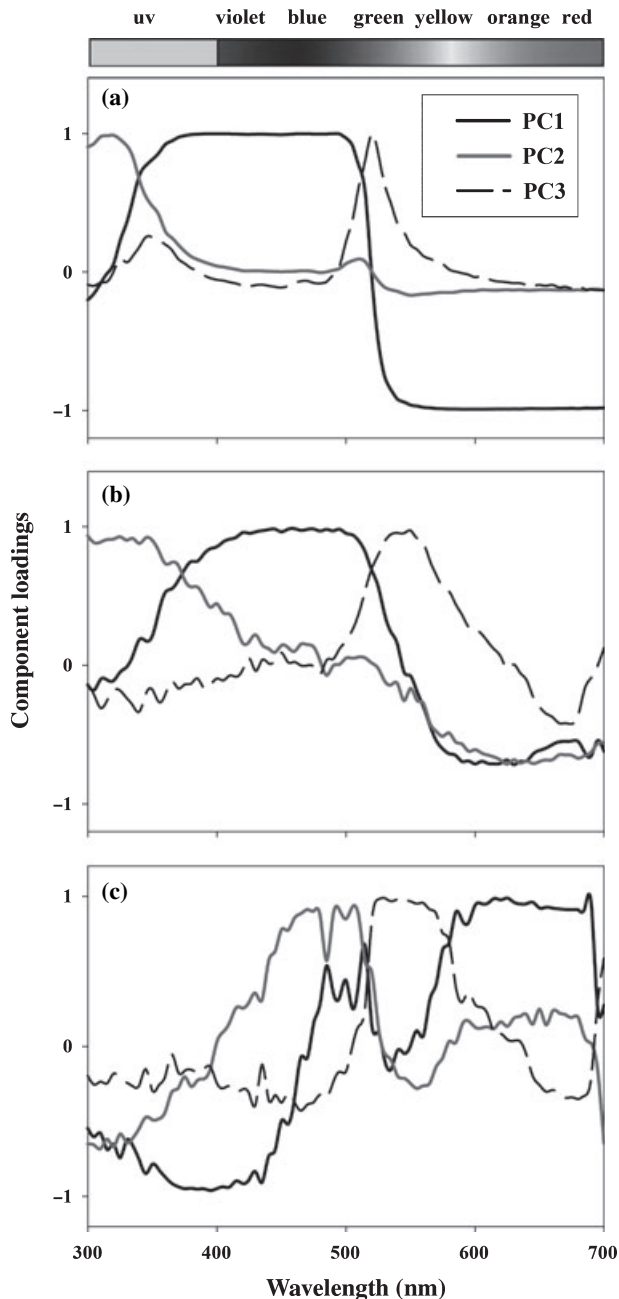 uv violet blue green yellow orange red
(a)
PC1
PC2
PC3
1
0
−1
(b)
1
0
−1
Component loadings
(c)
1
0
−1
300 400 500 600 700
Wavelength (nm)